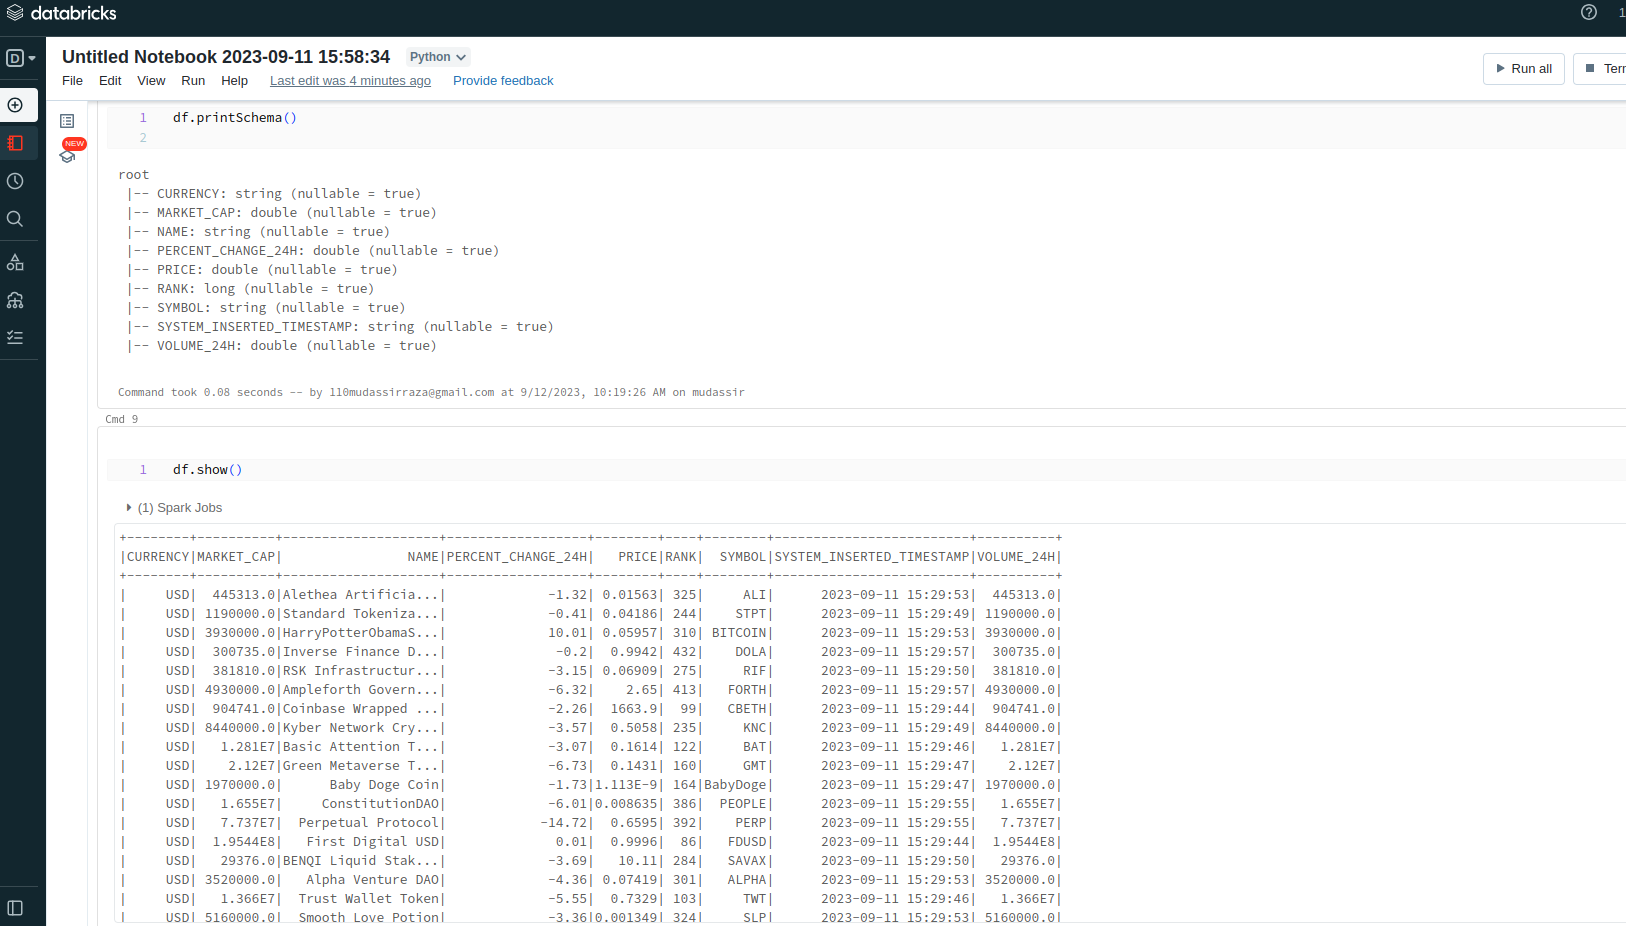 databricks
1
D
Untitled Notebook 2023-09-11 15:58:34 Python
File Edit View Run Help Last edit was 4 minutes ago Provide feedback
Run all
Terr
NEW
1 df.printSchema()
2
root
|-- CURRENCY: string (nullable = true)
|-- MARKET_CAP: double (nullable = true)
|-- NAME: string (nullable = true)
|-- PERCENT_CHANGE_24H: double (nullable = true)
|-- PRICE: double (nullable = true)
|-- RANK: long (nullable = true)
|-- SYMBOL: string (nullable = true)
|-- SYSTEM_INSERTED_TIMESTAMP: string (nullable = true)
|-- VOLUME_24H: double (nullable = true)
Command took 0.08 seconds -- by 110mudassirraza@gmail.com at 9/12/2023, 10:19:26 AM on mudassir
Cmd 9
1 df.show()
(1) Spark Jobs
+--------+----------+--------------------+------------------+--------+----+--------+-------------------------+----------+
|CURRENCY|MARKET_CAP|                NAME|PERCENT_CHANGE_24H|   PRICE|RANK|  SYMBOL|SYSTEM_INSERTED_TIMESTAMP|VOLUME_24H|
+--------+----------+--------------------+------------------+--------+----+--------+-------------------------+----------+
|     USD|  445313.0|Alethea Artificia...|             -1.32| 0.01563| 325|     ALI|      2023-09-11 15:29:53|  445313.0|
|     USD| 1190000.0|Standard Tokeniza...|             -0.41| 0.04186| 244|    STPT|      2023-09-11 15:29:49| 1190000.0|
|     USD| 3930000.0|HarryPotterObamaS...|             10.01| 0.05957| 310| BITCOIN|      2023-09-11 15:29:53| 3930000.0|
|     USD|  300735.0|Inverse Finance D...|              -0.2|  0.9942| 432|    DOLA|      2023-09-11 15:29:57|  300735.0|
|     USD|  381810.0|RSK Infrastructur...|             -3.15| 0.06909| 275|     RIF|      2023-09-11 15:29:50|  381810.0|
|     USD| 4930000.0|Ampleforth Govern...|             -6.32|    2.65| 413|   FORTH|      2023-09-11 15:29:57| 4930000.0|
|     USD|  904741.0|Coinbase Wrapped ...|             -2.26|  1663.9|  99|   CBETH|      2023-09-11 15:29:44|  904741.0|
|     USD| 8440000.0|Kyber Network Cry...|             -3.57|  0.5058| 235|     KNC|      2023-09-11 15:29:49| 8440000.0|
|     USD|   1.281E7|Basic Attention T...|             -3.07|  0.1614| 122|     BAT|      2023-09-11 15:29:46|   1.281E7|
|     USD|    2.12E7|Green Metaverse T...|             -6.73|  0.1431| 160|     GMT|      2023-09-11 15:29:47|    2.12E7|
|     USD| 1970000.0|      Baby Doge Coin|             -1.73|1.113E-9| 164|BabyDoge|      2023-09-11 15:29:47| 1970000.0|
|     USD|   1.655E7|     ConstitutionDAO|             -6.01|0.008635| 386|  PEOPLE|      2023-09-11 15:29:55|   1.655E7|
|     USD|   7.737E7|  Perpetual Protocol|            -14.72|  0.6595| 392|    PERP|      2023-09-11 15:29:55|   7.737E7|
|     USD|  1.9544E8|   First Digital USD|              0.01|  0.9996|  86|   FDUSD|      2023-09-11 15:29:44|  1.9544E8|
|     USD|   29376.0|BENQI Liquid Stak...|             -3.69|   10.11| 284|   SAVAX|      2023-09-11 15:29:50|   29376.0|
|     USD| 3520000.0|   Alpha Venture DAO|             -4.36| 0.07419| 301|   ALPHA|      2023-09-11 15:29:53| 3520000.0|
|     USD|   1.366E7|  Trust Wallet Token|             -5.55|  0.7329| 103|     TWT|      2023-09-11 15:29:46|   1.366E7|
|     USD| 5160000.0|  Smooth Love Potion|             -3.36|0.001349| 324|     SLP|      2023-09-11 15:29:53| 5160000.0|